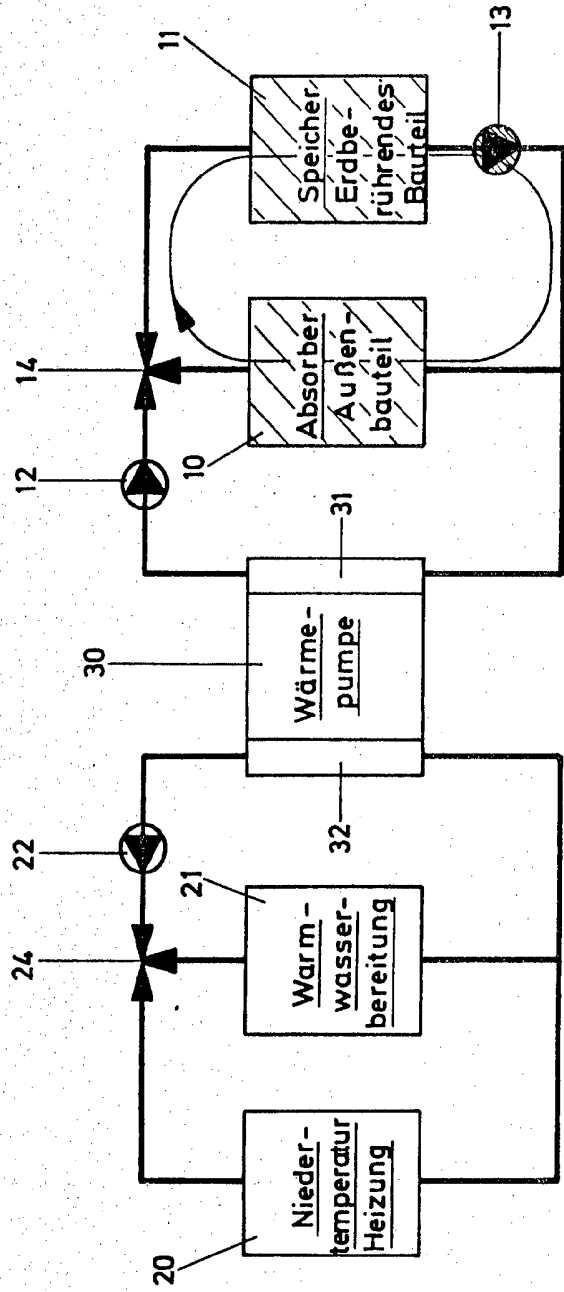 24
22
30
12
14
11
21
10
20
Nieder-
temperatur
Heizung
Warm-
wasser-
bereitung
Wärme-
pumpe
Absorber
Außen-
bauteil
Speicher
Erdbe-
rührendes
Bauteil
32
31
13